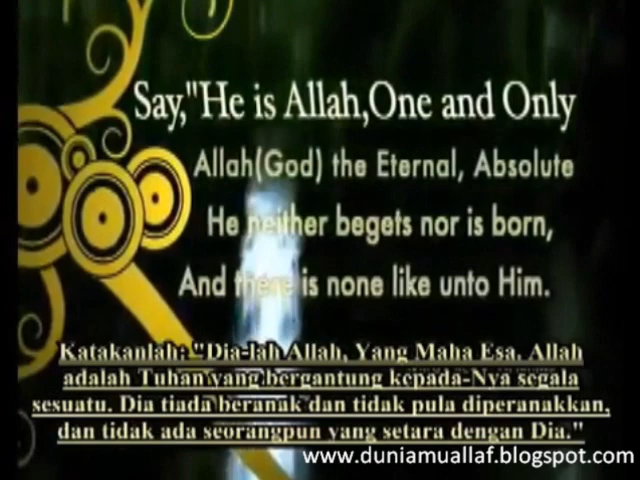 Say,"He is Allah,One and Only
Allah(God) the Eternal, Absolute
He neither begets nor is born,
And there is none like unto Him.
Katakanlah: "Dia-lah Allah, Yang Maha Esa. Allah
adalah Tuhan yang bergantung kepada-Nya segala
sesuatu. Dia tiada beranak dan tidak pula diperanakkan,
dan tidak ada seorangpun yang setara dengan Dia."
www.duniamuallaf.blogspot.com